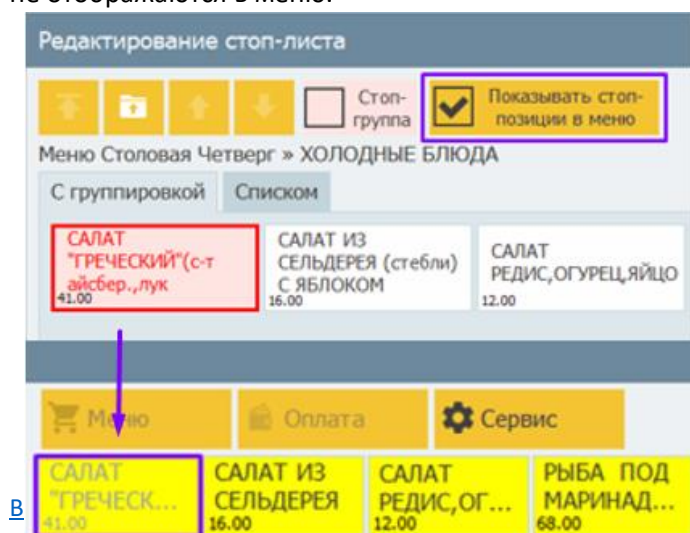 не отображаются в меню.
Редактирование стоп-листа
Стоп-группа
Показывать стоп-позиции в меню
Меню Столовая Четверг » ХОЛОДНЫЕ БЛЮДА
С группировкой Списком
САЛАТ
"ГРЕЧЕСКИЙ"(с-т
айсбер.,лук
41.00
САЛАТ ИЗ
СЕЛЬДЕРЕЯ (стебли)
С ЯБЛОКОМ
16.00
САЛАТ
РЕДИС,ОГУРЕЦ,ЯЙЦО
12.00
Меню Оплата Сервис
САЛАТ
"ГРЕЧЕСК...
41.00
САЛАТ ИЗ
СЕЛЬДЕРЕЯ
16.00
САЛАТ
РЕДИС,ОГ...
12.00
РЫБА ПОД
МАРИНАД...
68.00
В